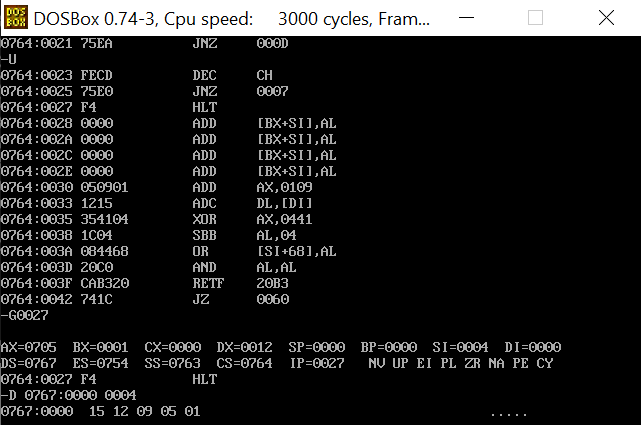 DOS BOX DOSBox 0.74-3, Cpu speed: 3000 cycles, Fram...
0764:0021 75EA JNZ 000D
-U
0764:0023 FECD DEC CH
0764:0025 75E0 JNZ 0007
0764:0027 F4 HLT
0764:0028 0000 ADD [BX+SI],AL
0764:002A 0000 ADD [BX+SI],AL
0764:002C 0000 ADD [BX+SI],AL
0764:002E 0000 ADD [BX+SI],AL
0764:0030 050901 ADD AX,0109
0764:0033 1215 ADC DL,[DI]
0764:0035 354104 XOR AX,0441
0764:0038 1C04 SBB AL,04
0764:003A 084468 OR [SI+68],AL
0764:003D 20C0 AND AL,AL
0764:003F CAB320 RETF 20B3
0764:0042 741C JZ 0060
-G0027
AX=0705 BX=0001 CX=0000 DX=0012 SP=0000 BP=0000 SI=0004 DI=0000
DS=0767 ES=0754 SS=0763 CS=0764 IP=0027 NV UP EI PL ZR NA PE CY
0764:0027 F4 HLT
-D 0767:0000 0004
0767:0000 15 12 09 05 01 .....